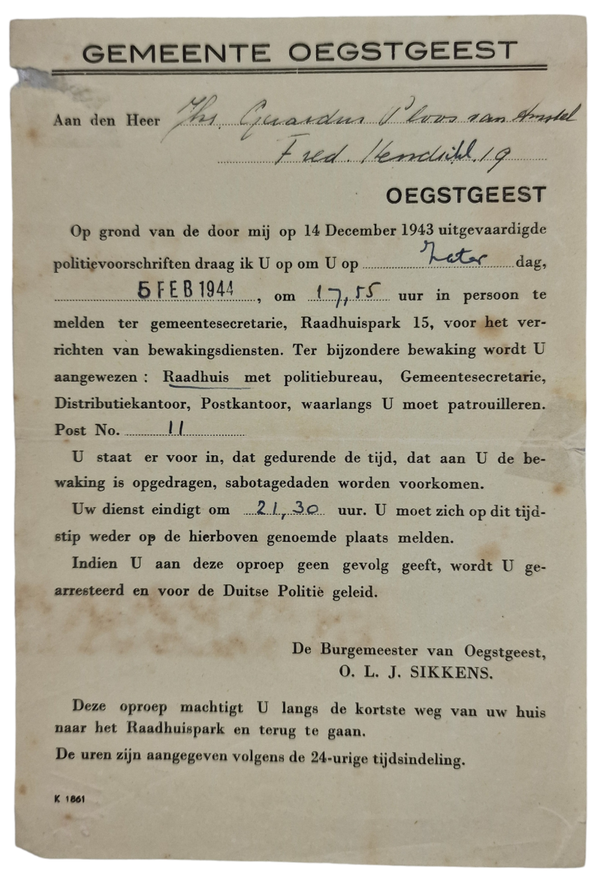 GEMEENTE OEGSTGEEST
Aan den Heer Jhr. Gerardus Ploos van Amstel
Fred. Hendrikl. 19
OEGSTGEEST
Op grond van de door mij op 14 December 1943 uitgevaardigde
politievoorschriften draag ik U op om U op Zater dag,
5 FEB 1944, om 17,55 uur in persoon te
melden ter gemeentesecretarie, Raadhuispark 15, voor het ver-
richten van bewakingsdiensten. Ter bijzondere bewaking wordt U
aangewezen : Raadhuis met politiebureau, Gemeentesecretarie,
Distributiekantoor, Postkantoor, waarlangs U moet patrouilleren.
Post No. 11
U staat er voor in, dat gedurende de tijd, dat aan U de be-
waking is opgedragen, sabotagedaden worden voorkomen.
Uw dienst eindigt om 21,30 uur. U moet zich op dit tijd-
stip weder op de hierboven genoemde plaats melden.
Indien U aan deze oproep geen gevolg geeft, wordt U ge-
arresteerd en voor de Duitse Politie geleid.
De Burgemeester van Oegstgeest,
O. L. J. SIKKENS.
Deze oproep machtigt U langs de kortste weg van uw huis
naar het Raadhuispark en terug te gaan.
De uren zijn aangegeven volgens de 24-urige tijdsindeling.
K 1861